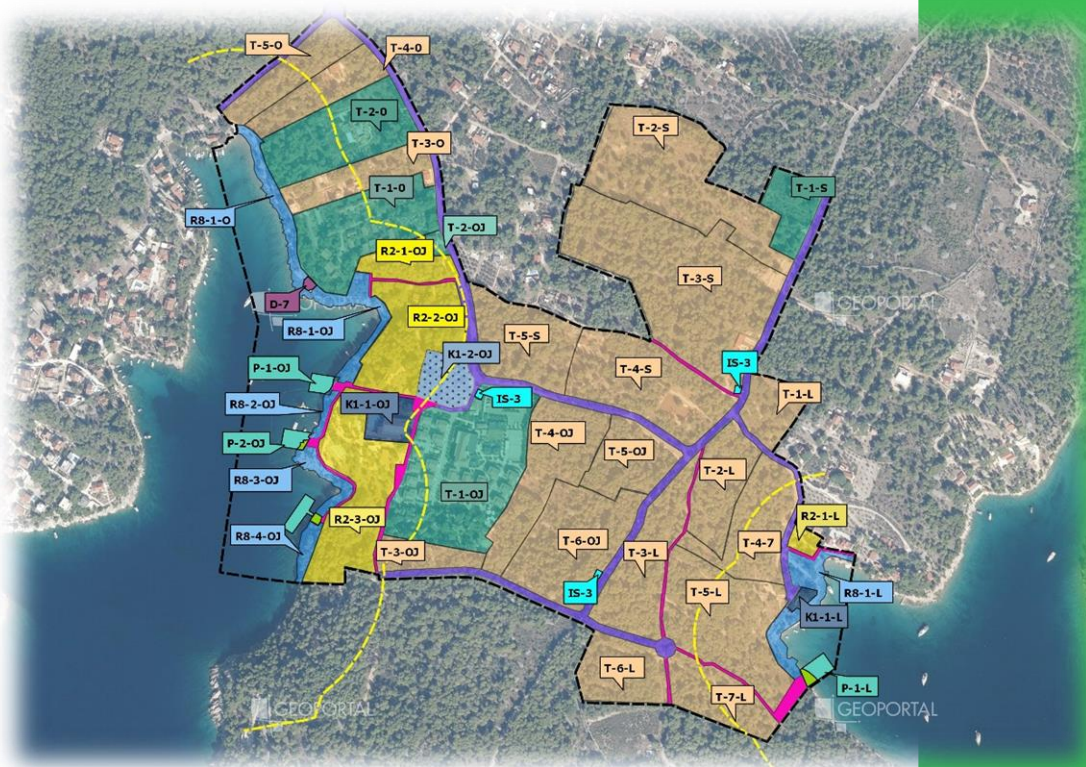 T-5-O
T-4-0
T-2-0
T-2-S
T-3-O
T-1-0
T-1-S
R8-1-O
T-2-OJ
R2-1-OJ
T-3-S
D-7
GEOPORTAL
R8-1-OJ
R2-2-OJ
T-5-S
K1-2-OJ
P-1-OJ
T-4-S
IS-3
R8-2-OJ
K1-1-OJ
IS-3
T-1-L
P-2-OJ
T-4-OJ
T-5-OJ
T-2-L
R8-3-OJ
T-1-OJ
R2-3-OJ
R2-1-L
R8-4-OJ
T-3-OJ
T-6-OJ
T-3-L
T-4-7
IS-3
T-5-L
R8-1-L
K1-1-L
T-6-L
T-7-L
P-1-L
GEOPORTAL
GEOPORTAL